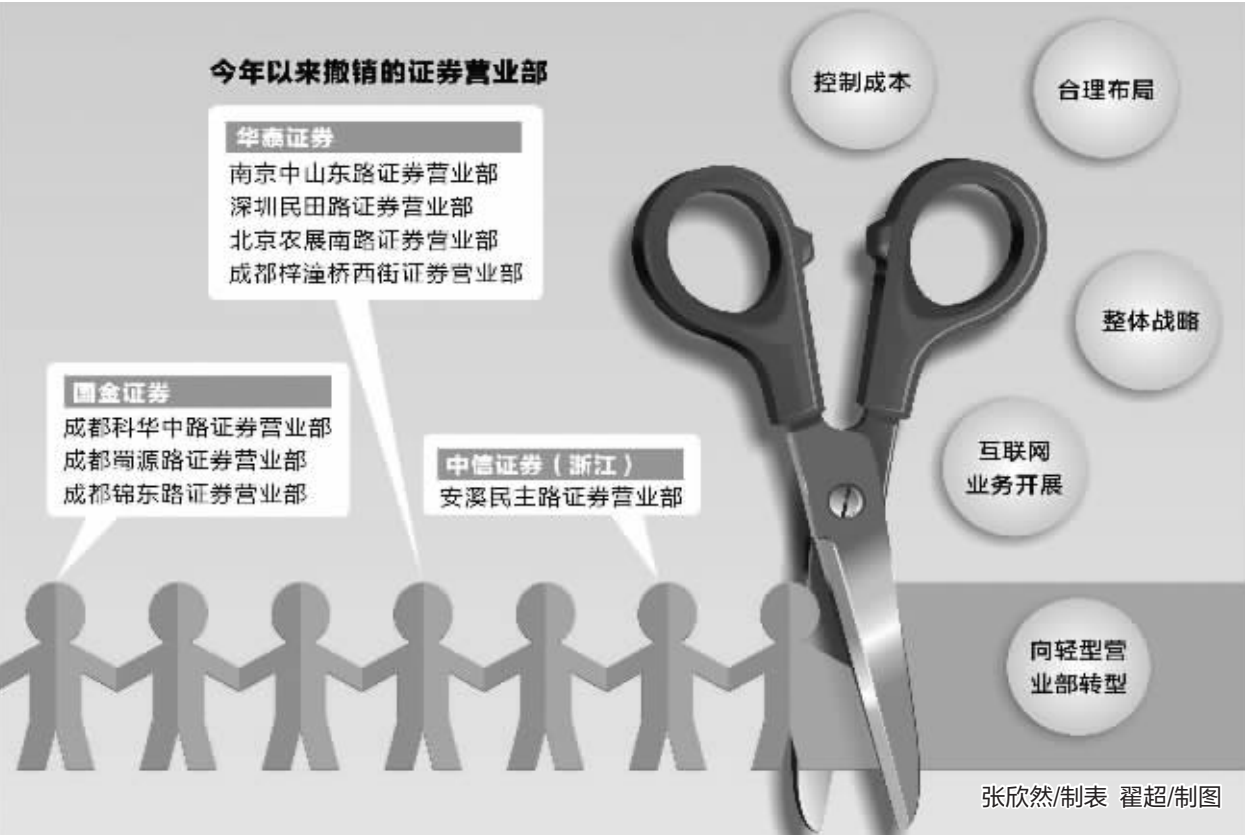 今年以来撤销的证券营业部
华泰证券
南京中山东路证券营业部
深圳民田路证券营业部
北京农展南路证券营业部
成都梓潼桥西街证券营业部
国金证券
成都科华中路证券营业部
成都蜀源路证券营业部
成都锦东路证券营业部
中信证券（浙江）
安溪民主路证券营业部
控制成本
合理布局
整体战略
互联网
业务开展
向轻型营
业部转型
张欣然/制表 翟超/制图